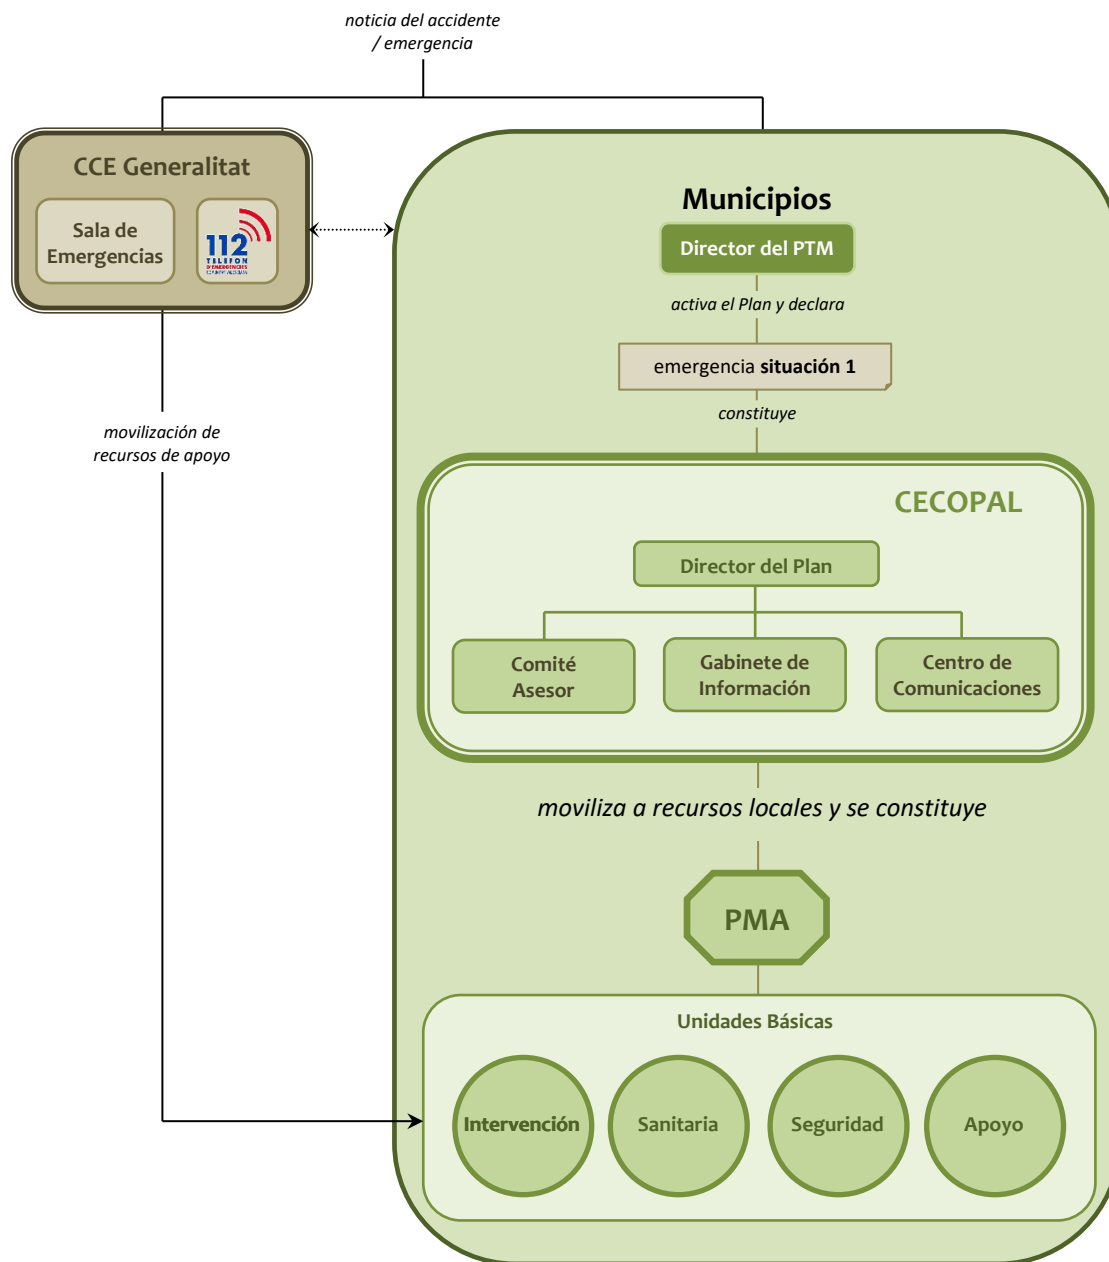 noticia del accidente
/ emergencia
CCE Generalitat
Sala de
Emergencias
112
TELÈFON
D'EMERGÈNCIES
Municipios
Director del PTM
activa el Plan y declara
emergencia situación 1
constituye
movilización de
recursos de apoyo
CECOPAL
Director del Plan
Comité
Asesor
Gabinete de
Información
Centro de
Comunicaciones
moviliza a recursos locales y se constituye
PMA
Unidades Básicas
Intervención
Sanitaria
Seguridad
Apoyo